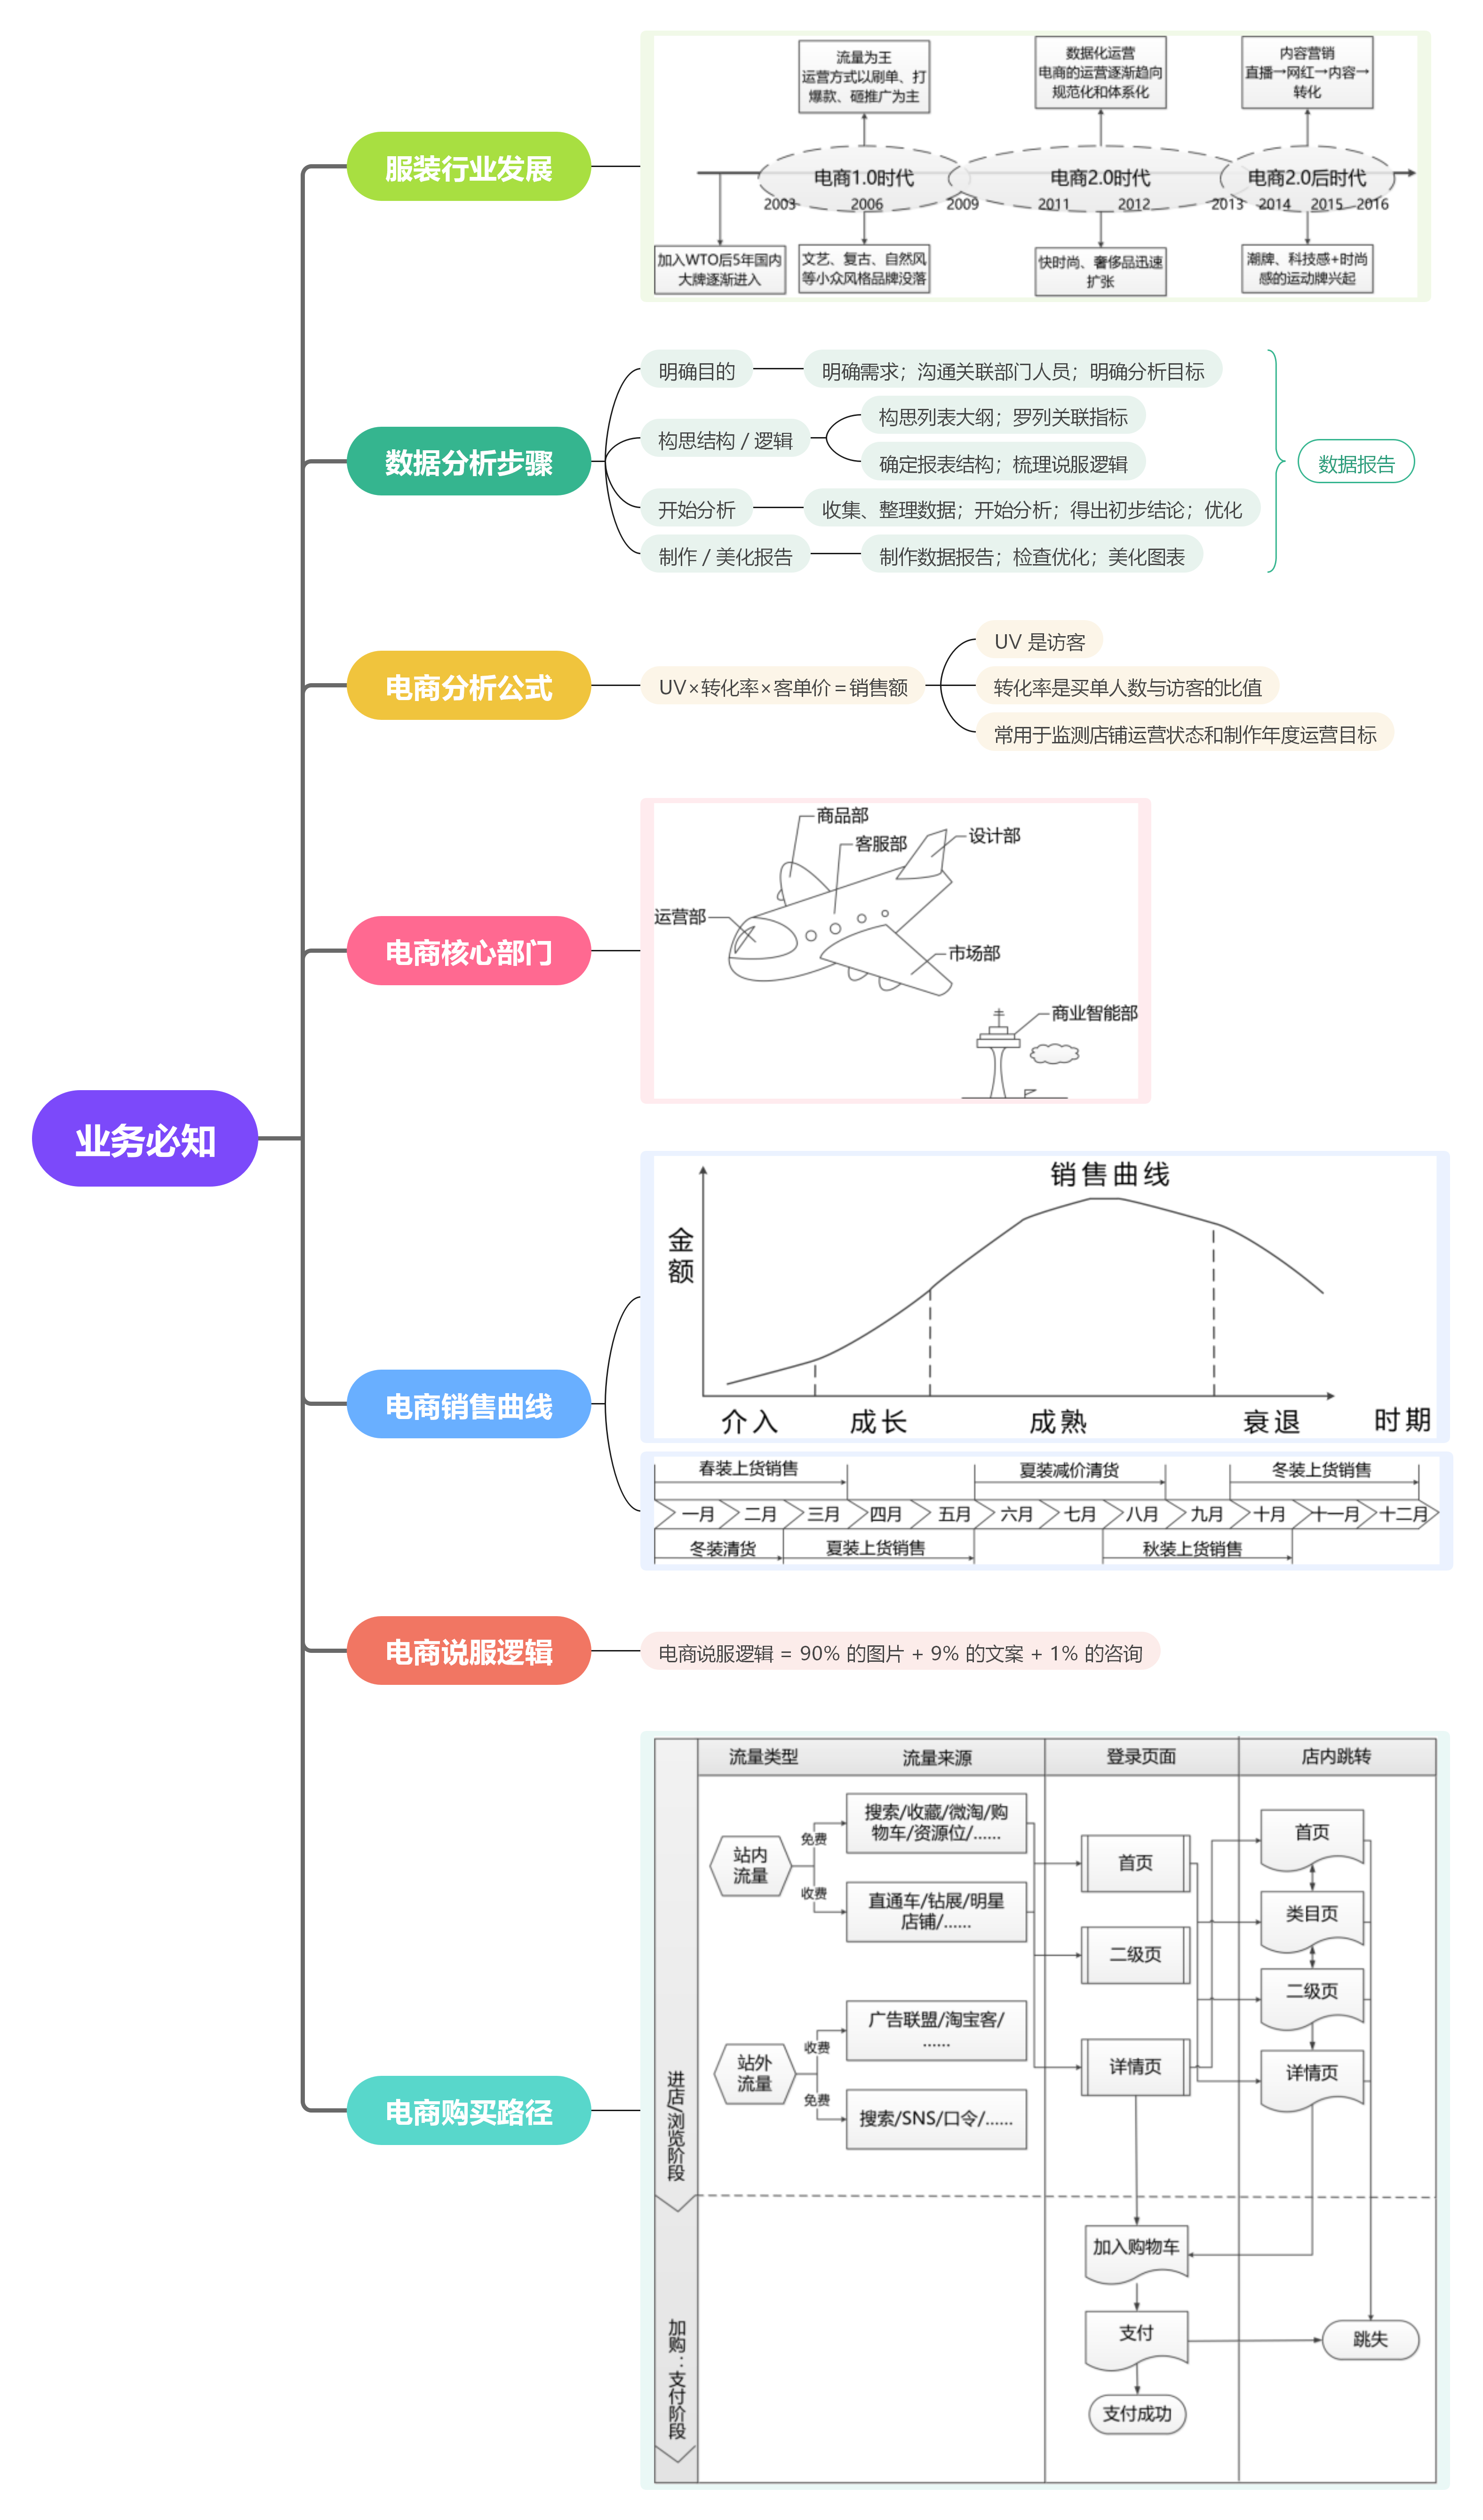 业务必知
服装行业发展
流量为王
运营方式以刷单、打
爆款、砸推广为主
数据化运营
电商的运营逐渐趋向
规范化和体系化
内容营销
直播→网红→内容→
转化
电商1.0时代
电商2.0时代
电商2.0后时代
2003
2006
2009
2011
2012
2013
2014
2015
2016
加入WTO后5年国内
大牌逐渐进入
文艺、复古、自然风
等小众风格品牌没落
快时尚、奢侈品迅速
扩张
潮牌、科技感+时尚
感的运动牌兴起
数据分析步骤
明确目的
明确需求；沟通关联部门人员；明确分析目标
构思结构 / 逻辑
构思列表大纲；罗列关联指标
确定报表结构；梳理说服逻辑
开始分析
收集、整理数据；开始分析；得出初步结论；优化
制作 / 美化报告
制作数据报告；检查优化；美化图表
数据报告
电商分析公式
UV×转化率×客单价＝销售额
UV 是访客
转化率是买单人数与访客的比值
常用于监测店铺运营状态和制作年度运营目标
电商核心部门
商品部
客服部
设计部
运营部
市场部
商业智能部
电商销售曲线
销售曲线
金
额
介入
成长
成熟
衰退
时期
春装上货销售
夏装减价清货
冬装上货销售
一月
二月
三月
四月
五月
六月
七月
八月
九月
十月
十一月
十二月
冬装清货
夏装上货销售
秋装上货销售
电商说服逻辑
电商说服逻辑 = 90% 的图片 + 9% 的文案 + 1% 的咨询
电商购买路径
流量类型
流量来源
登录页面
店内跳转
进店/浏览阶段
站内
流量
免费
收费
搜索/收藏/微淘/购
物车/资源位/……
直通车/钻展/明星
店铺/……
站外
流量
收费
免费
广告联盟/淘宝客/
……
搜索/SNS/口令/……
首页
二级页
详情页
首页
类目页
二级页
详情页
加购：支付阶段
加入购物车
支付
支付成功
跳失